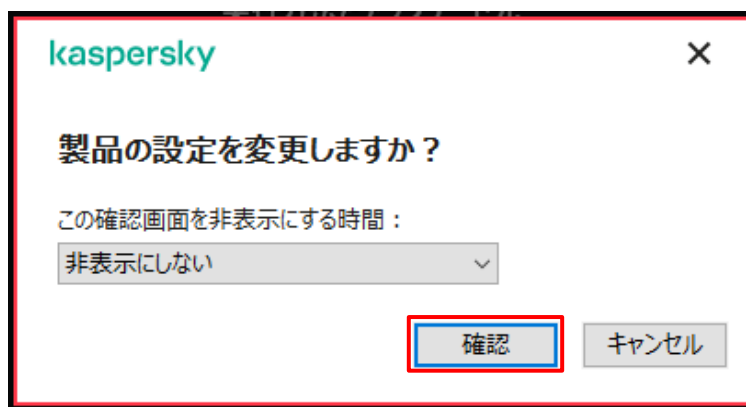 kaspersky
製品の設定を変更しますか？
この確認画面を非表示にする時間：
非表示にしない
確認 キャンセル